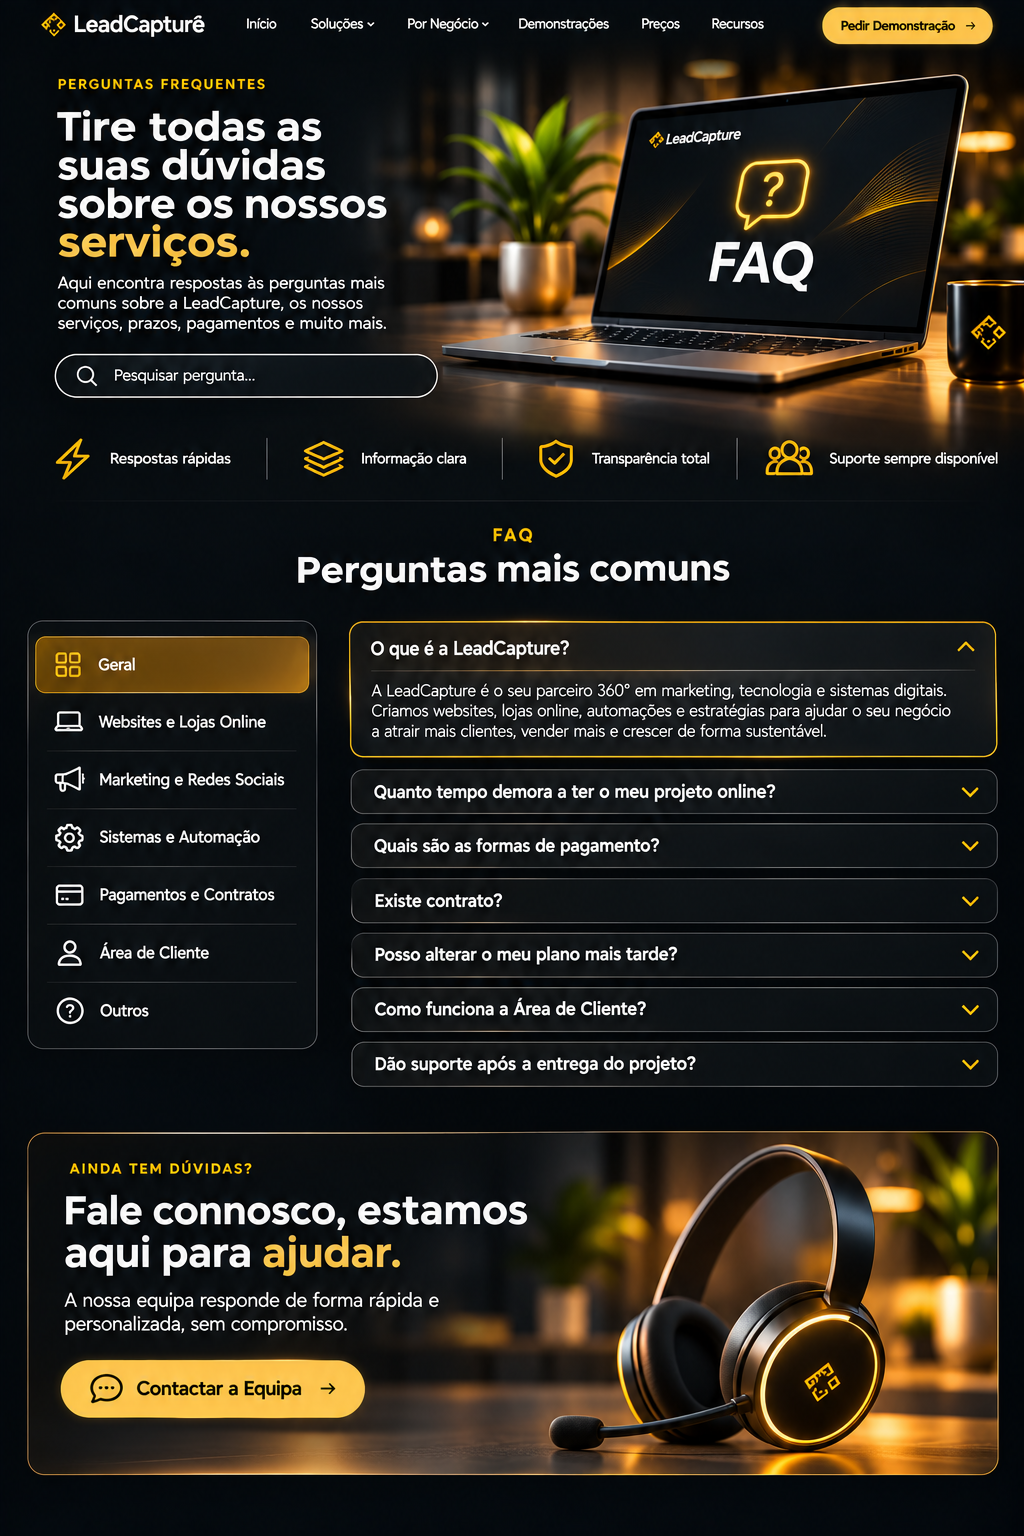 LeadCapturê
Início
Soluções
Por Negócio
Demonstrações
Preços
Recursos
Pedir Demonstração →
PERGUNTAS FREQUENTES
Tire todas as
suas dúvidas
sobre os nossos
serviços.
Aqui encontra respostas às perguntas mais
comuns sobre a LeadCapture, os nossos
serviços, prazos, pagamentos e muito mais.
Pesquisar pergunta...
LeadCapture
?
FAQ
Respostas rápidas
Informação clara
Transparência total
Suporte sempre disponível
FAQ
Perguntas mais comuns
Geral
Websites e Lojas Online
Marketing e Redes Sociais
Sistemas e Automação
Pagamentos e Contratos
Área de Cliente
Outros
O que é a LeadCapture?
A LeadCapture é o seu parceiro 360° em marketing, tecnologia e sistemas digitais.
Criamos websites, lojas online, automações e estratégias para ajudar o seu negócio
a atrair mais clientes, vender mais e crescer de forma sustentável.
Quanto tempo demora a ter o meu projeto online?
Quais são as formas de pagamento?
Existe contrato?
Posso alterar o meu plano mais tarde?
Como funciona a Área de Cliente?
Dão suporte após a entrega do projeto?
AINDA TEM DÚVIDAS?
Fale connosco, estamos
aqui para ajudar.
A nossa equipa responde de forma rápida e
personalizada, sem compromisso.
Contactar a Equipa →